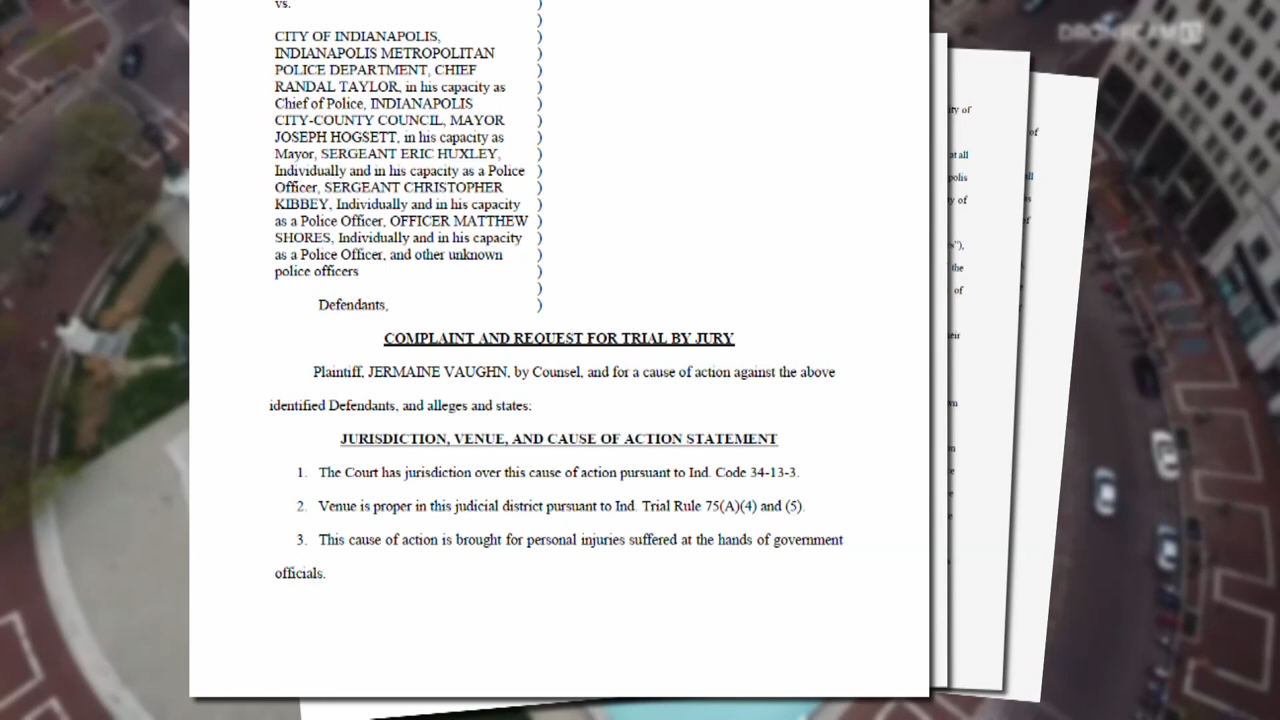 vs.
CITY OF INDIANAPOLIS,
INDIANAPOLIS METROPOLITAN
POLICE DEPARTMENT, CHIEF
RANDAL TAYLOR, in his capacity as
Chief of Police, INDIANAPOLIS
CITY-COUNTY COUNCIL, MAYOR
JOSEPH HOGSETT, in his capacity as
Mayor, SERGEANT ERIC HUXLEY,
Individually and in his capacity as a Police
Officer, SERGEANT CHRISTOPHER
KIBBEY, Individually and in his capacity
as a Police Officer, OFFICER MATTHEW
SHORES, Individually and in his capacity
as a Police Officer, and other unknown
police officers
Defendants,
COMPLAINT AND REQUEST FOR TRIAL BY JURY
Plaintiff, JERMAINE VAUGHN, by Counsel, and for a cause of action against the above
identified Defendants, and alleges and states:
JURISDICTION, VENUE, AND CAUSE OF ACTION STATEMENT
1. The Court has jurisdiction over this cause of action pursuant to Ind. Code 34-13-3.
2. Venue is proper in this judicial district pursuant to Ind. Trial Rule 75(A)(4) and (5).
3. This cause of action is brought for personal injuries suffered at the hands of government
officials.